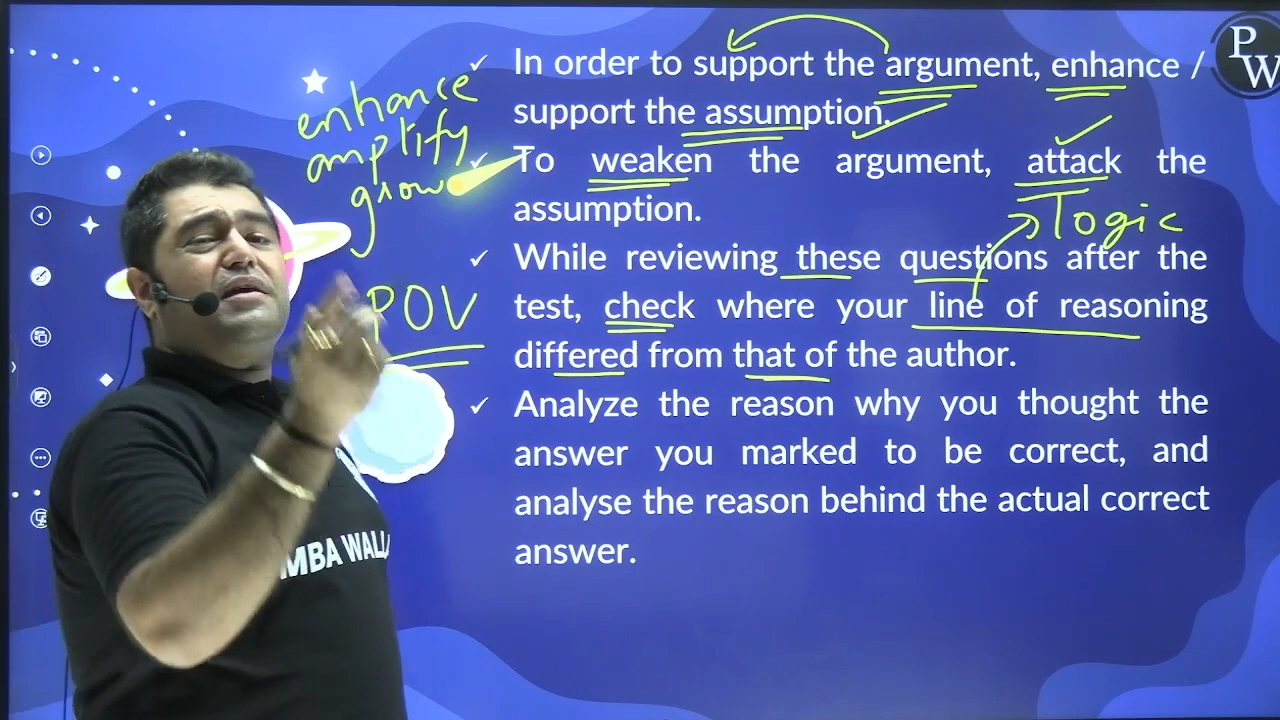 ✓ In order to support the argument, enhance /
support the assumption.
✓ To weaken the argument, attack the
assumption.
✓ While reviewing these questions after the
test, check where your line of reasoning
differed from that of the author.
✓ Analyze the reason why you thought the
answer you marked to be correct, and
analyse the reason behind the actual correct
answer.
enhance
amplify
grow
POV
Logic
PW
MBA WALL